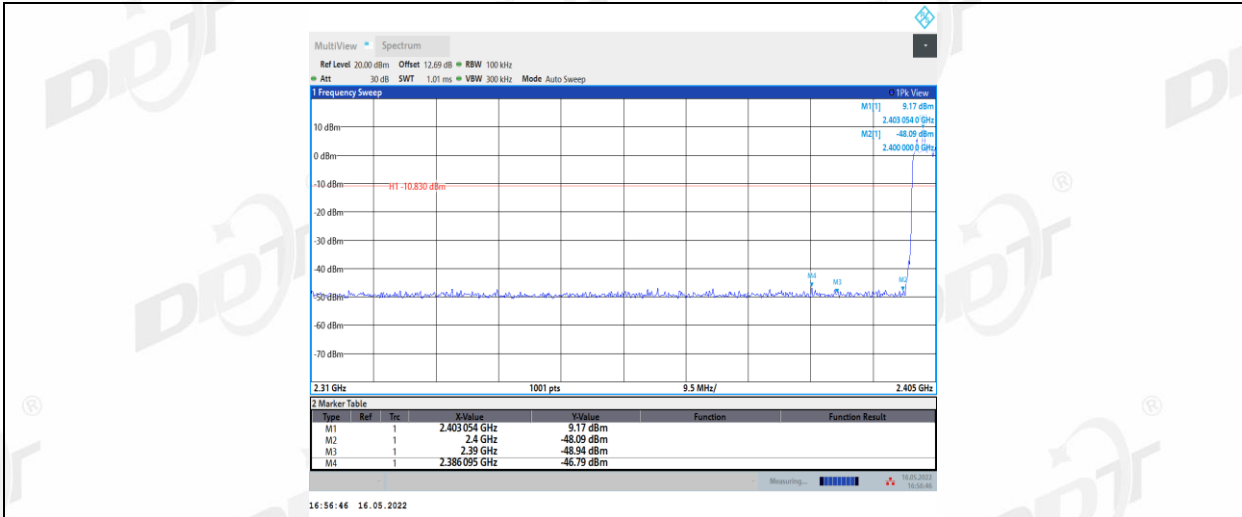 MultiView Spectrum
Ref Level 20.00 dBm Offset 12.69 dB RBW 100 kHz
Att 30 dB SWT 1.01 ms VBW 300 kHz Mode Auto Sweep
1 Frequency Sweep 1Pk View
M1[1] 9.17 dBm
2.403 054 0 GHz
M2[1] -48.09 dBm
2.400 000 0 GHz
10 dBm
0 dBm
-10 dBm
H1 -10.830 dBm
-20 dBm
-30 dBm
-40 dBm
M4 M3 M2
-50 dBm
-60 dBm
-70 dBm
2.31 GHz 1001 pts 9.5 MHz/ 2.405 GHz
2 Marker Table
Type Ref Trc X-Value Y-Value Function Function Result
M1 1 2.403 054 GHz 9.17 dBm
M2 1 2.4 GHz -48.09 dBm
M3 1 2.39 GHz -48.94 dBm
M4 1 2.386 095 GHz -46.79 dBm
Measuring... 16.05.2022
16:56:46
16:56:46 16.05.2022
DDT
DDT
DDT
®
®
®
®